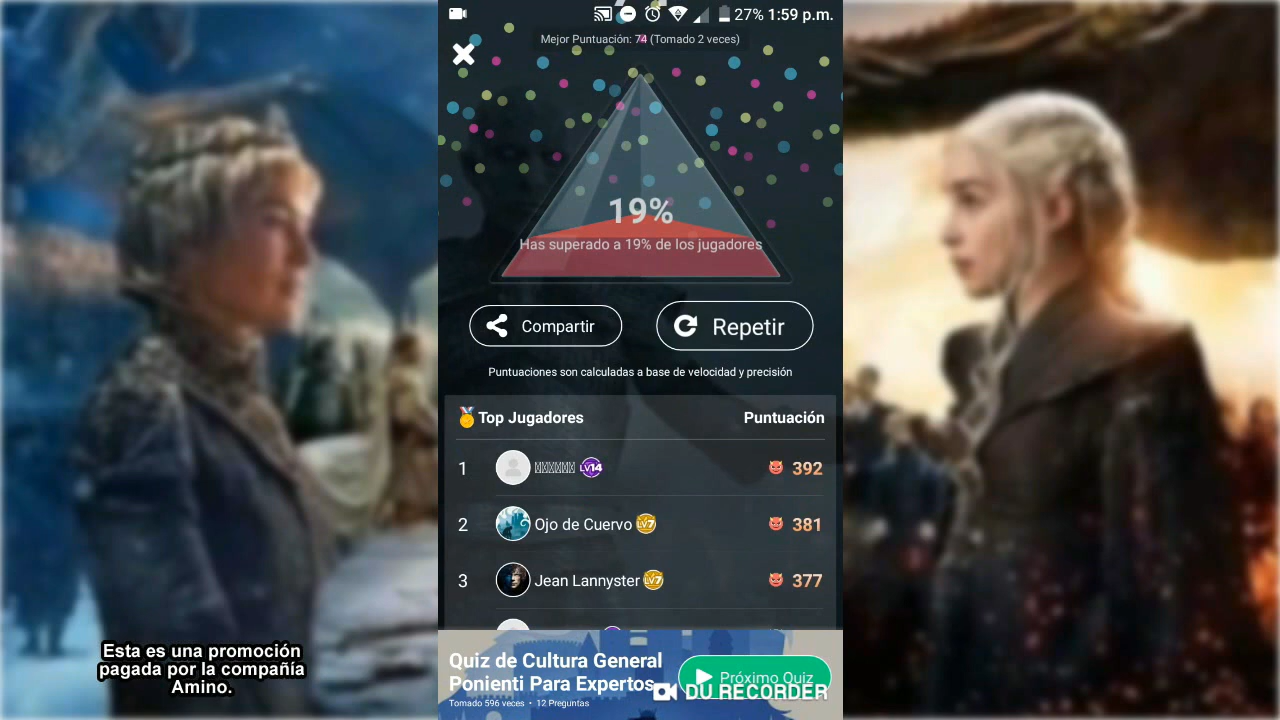 27% 1:59 p.m.
Mejor Puntuación: 74 (Tomado 2 veces)
19%
Has superado a 19% de los jugadores
Compartir
Repetir
Puntuaciones son calculadas a base de velocidad y precisión
Top Jugadores Puntuación
1 LV14 392
2 Ojo de Cuervo LV7 381
3 Jean Lannyster LV7 377
Quiz de Cultura General
Ponienti Para Expertos
Próximo Quiz
Tomado 596 veces • 12 Preguntas
DU RECORDER
Esta es una promoción
pagada por la compañía
Amino.